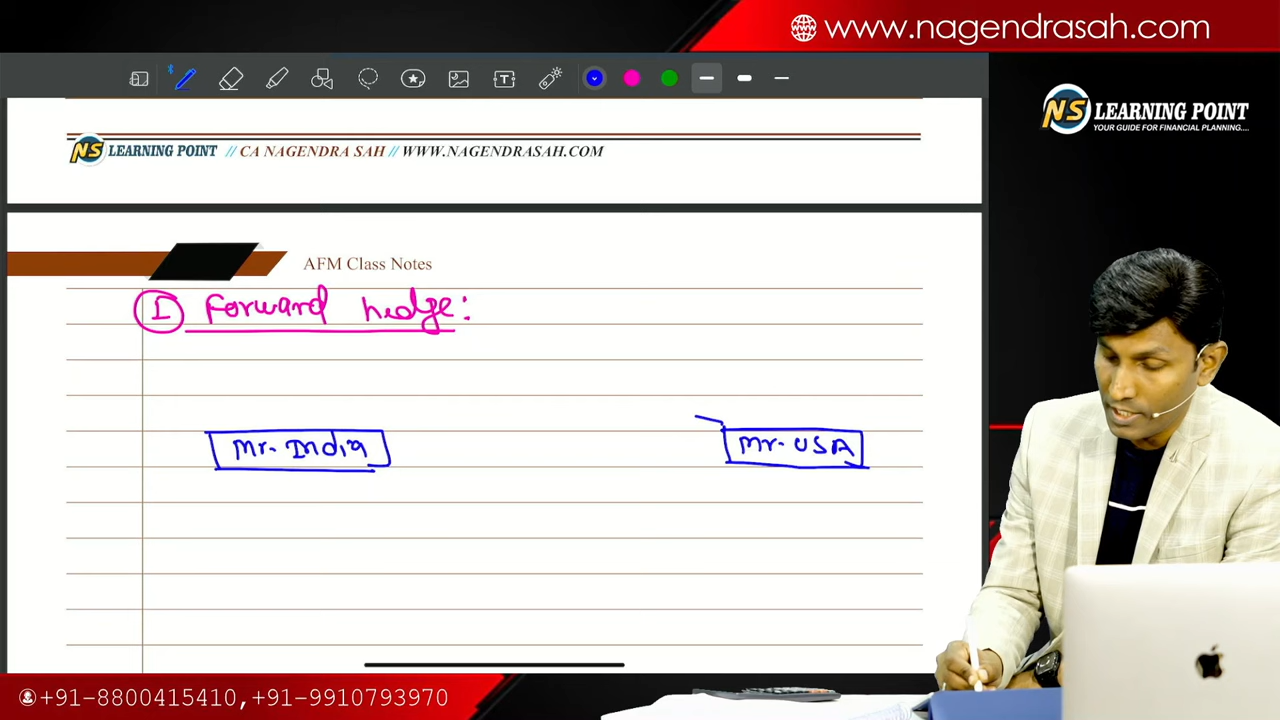 www.nagendrasah.com
NS LEARNING POINT
YOUR GUIDE FOR FINANCIAL PLANNING....
NS LEARNING POINT // CA NAGENDRA SAH // WWW.NAGENDRASAH.COM
AFM Class Notes
I Forward hedge:
Mr. India
Mr. USA
+91-8800415410,+91-9910793970